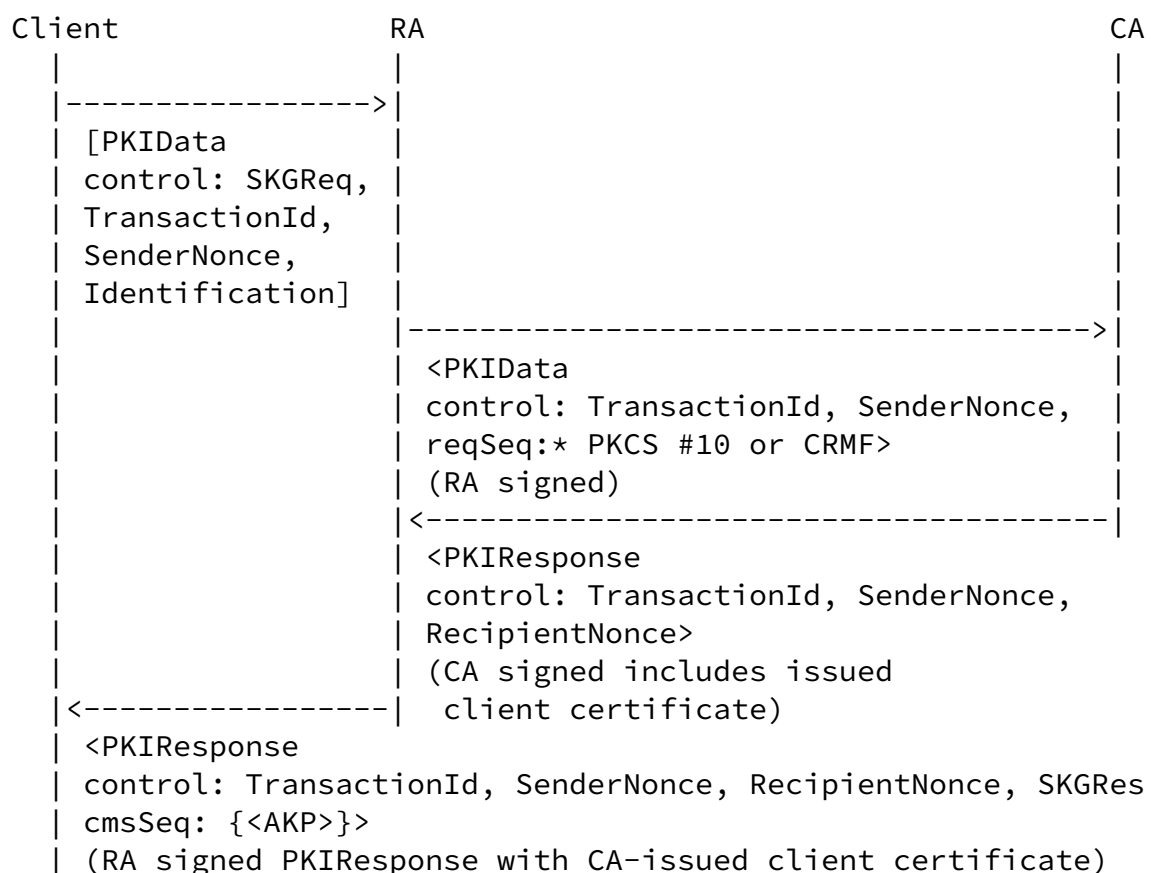 Client RA CA
| | |
|----------------->| |
| [PKIData | |
| control: SKGReq, | |
| TransactionId, | |
| SenderNonce, | |
| Identification] | |
| |-------------------------------------->|
| | <PKIData |
| | control: TransactionId, SenderNonce, |
| | reqSeq:* PKCS #10 or CRMF> |
| | (RA signed) |
| |<--------------------------------------|
| | <PKIResponse
| | control: TransactionId, SenderNonce,
| | RecipientNonce>
| | (CA signed includes issued
|<-----------------| client certificate)
| <PKIResponse
| control: TransactionId, SenderNonce, RecipientNonce, SKGRes
| cmsSeq: {<AKP>}>
| (RA signed PKIResponse with CA-issued client certificate)